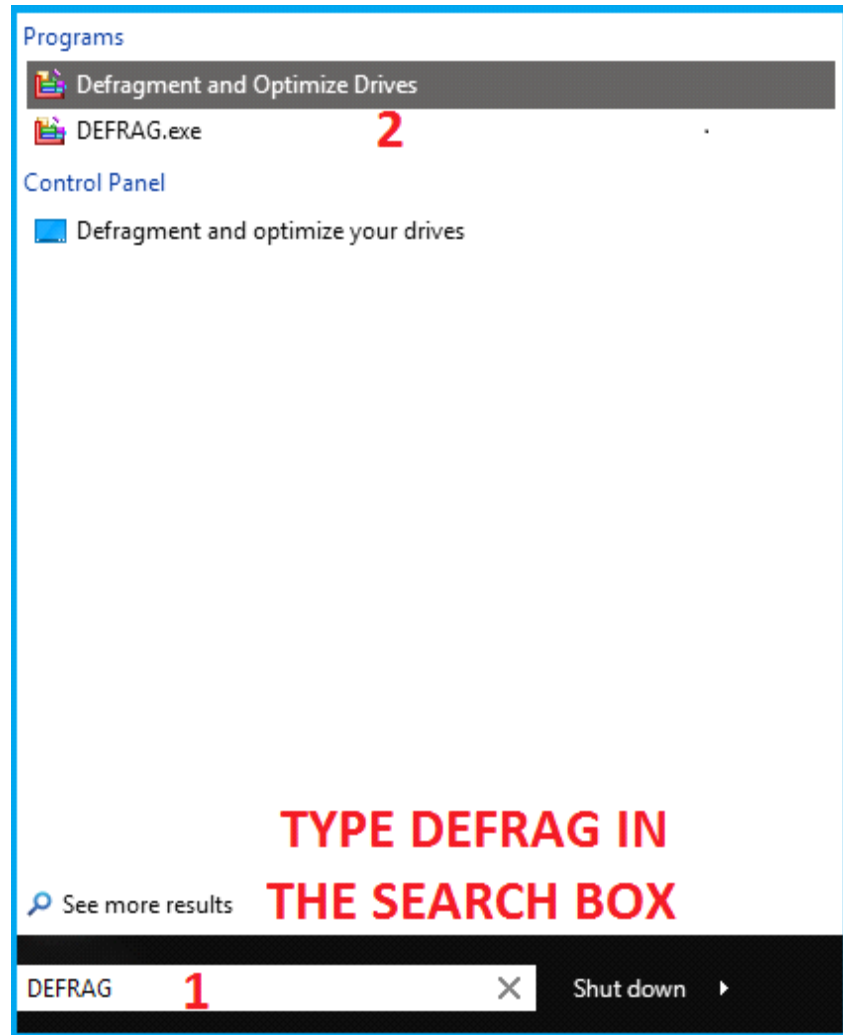 Programs
Defragment and Optimize Drives
DEFRAG.exe
2
Control Panel
Defragment and optimize your drives
TYPE DEFRAG IN
THE SEARCH BOX
See more results
DEFRAG
1
Shut down